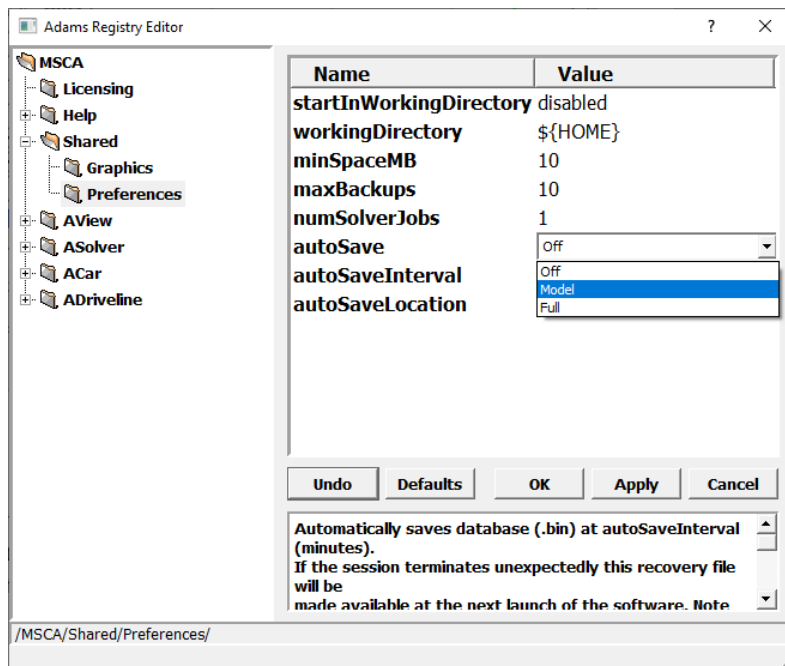 Adams Registry Editor
? ×
MSCA
Licensing
Help
Shared
Graphics
Preferences
AView
ASolver
ACar
ADriveline
Name Value
startInWorkingDirectory disabled
workingDirectory ${HOME}
minSpaceMB 10
maxBackups 10
numSolverJobs 1
autoSave Off
autoSaveInterval Off
Model
autoSaveLocation Full
Undo Defaults OK Apply Cancel
Automatically saves database (.bin) at autoSaveInterval
(minutes).
If the session terminates unexpectedly this recovery file
will be
made available at the next launch of the software. Note
/MSCA/Shared/Preferences/